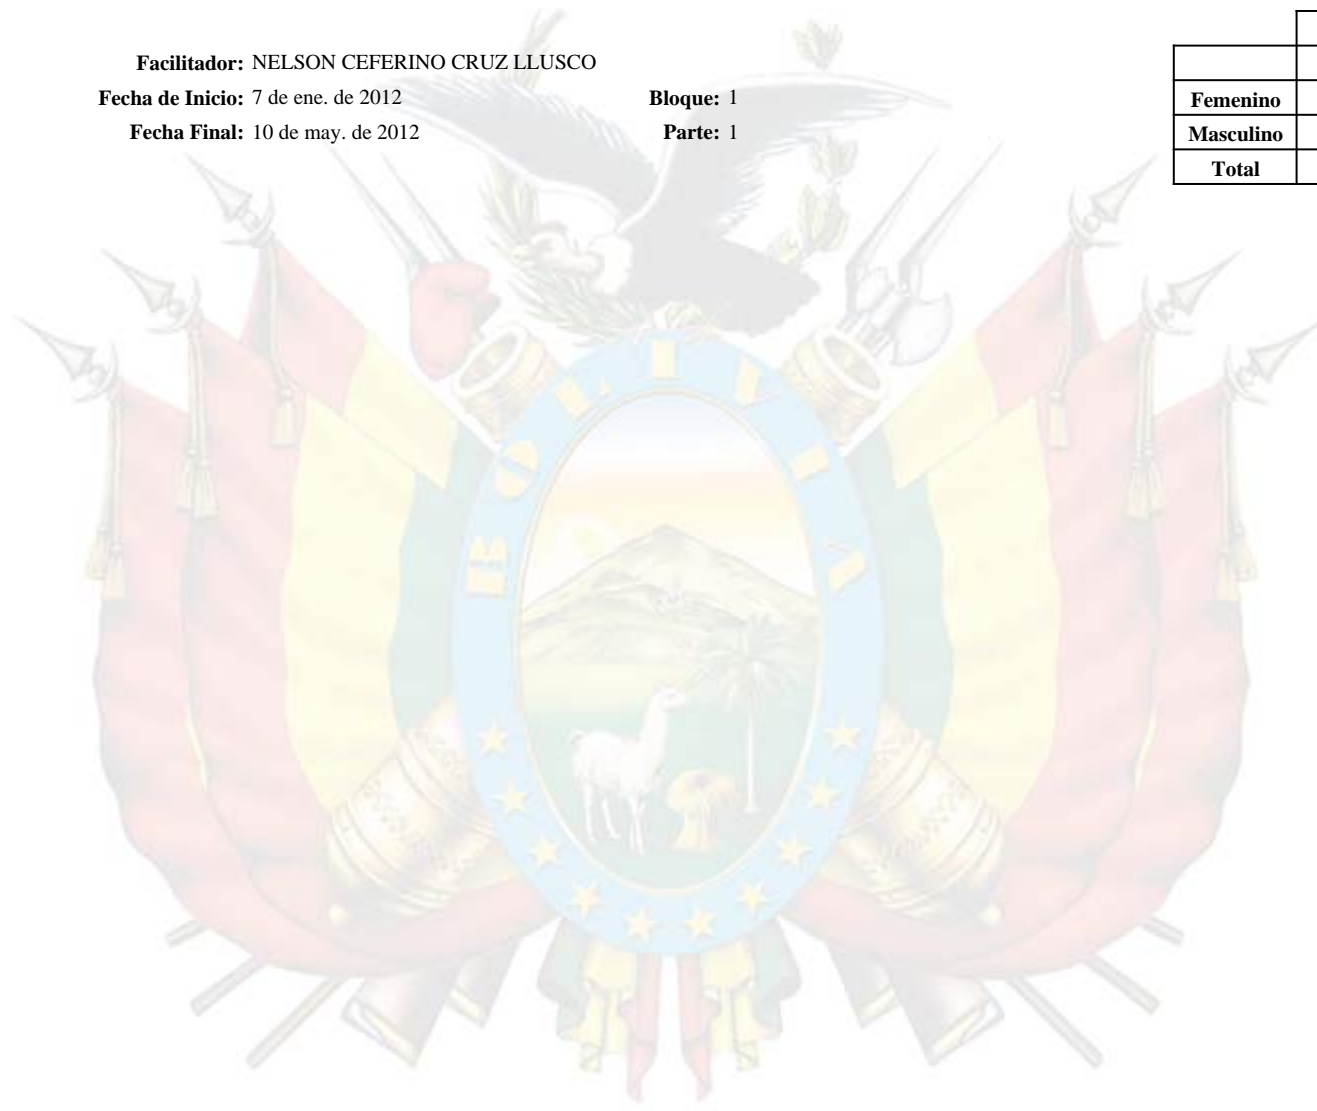 Facilitador: NELSON CEFERINO CRUZ LLUSCO
Fecha de Inicio: 7 de ene. de 2012 Bloque: 1
Fecha Final: 10 de may. de 2012 Parte: 1
Femenino
Masculino
Total
BOLIVIA